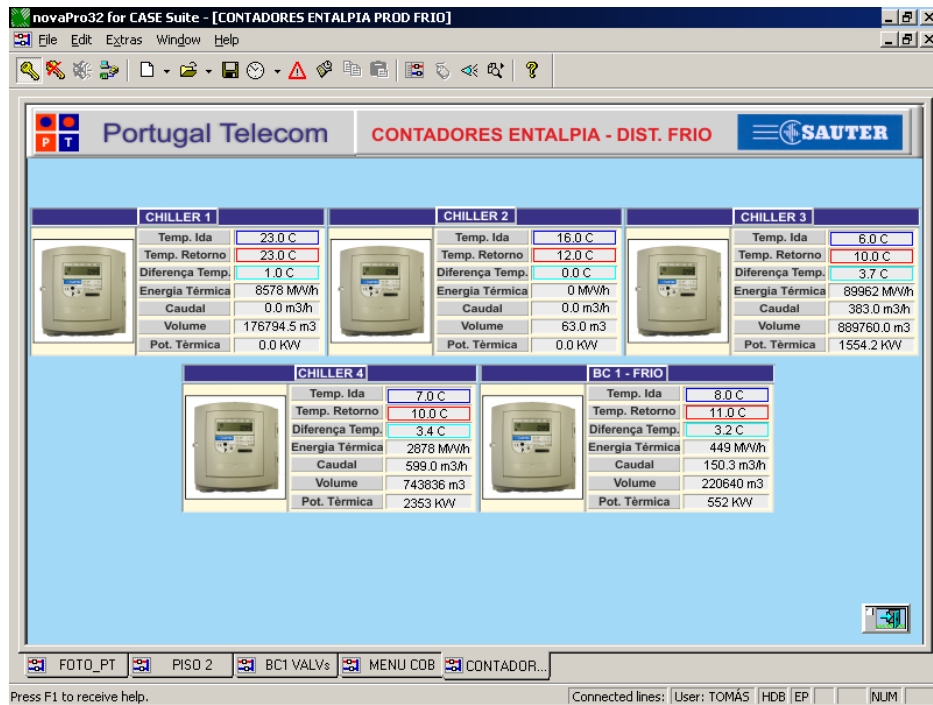 novaPro32 for CASE Suite - [CONTADORES ENTALPIA PROD FRIO]
File Edit Extras Window Help
P T Portugal Telecom CONTADORES ENTALPIA - DIST. FRIO SAUTER
CHILLER 1
Temp. Ida 23.0 C
Temp. Retorno 23.0 C
Diferença Temp. 1.0 C
Energia Térmica 8578 MW/h
Caudal 0.0 m3/h
Volume 176794.5 m3
Pot. Tèrmica 0.0 KW
CHILLER 2
Temp. Ida 16.0 C
Temp. Retorno 12.0 C
Diferença Temp. 0.0 C
Energia Térmica 0 MW/h
Caudal 0.0 m3/h
Volume 63.0 m3
Pot. Tèrmica 0.0 KW
CHILLER 3
Temp. Ida 6.0 C
Temp. Retorno 10.0 C
Diferença Temp. 3.7 C
Energia Térmica 89962 MW/h
Caudal 383.0 m3/h
Volume 889760.0 m3
Pot. Tèrmica 1554.2 KW
CHILLER 4
Temp. Ida 7.0 C
Temp. Retorno 10.0 C
Diferença Temp. 3.4 C
Energia Térmica 2878 MW/h
Caudal 599.0 m3/h
Volume 743836 m3
Pot. Tèrmica 2353 KW
BC 1 - FRIO
Temp. Ida 8.0 C
Temp. Retorno 11.0 C
Diferença Temp. 3.2 C
Energia Térmica 449 MW/h
Caudal 150.3 m3/h
Volume 220640 m3
Pot. Tèrmica 552 KW
FOTO_PT PISO 2 BC1 VALVs MENU COB CONTADOR...
Press F1 to receive help. Connected lines: User: TOMÁS HDB EP NUM